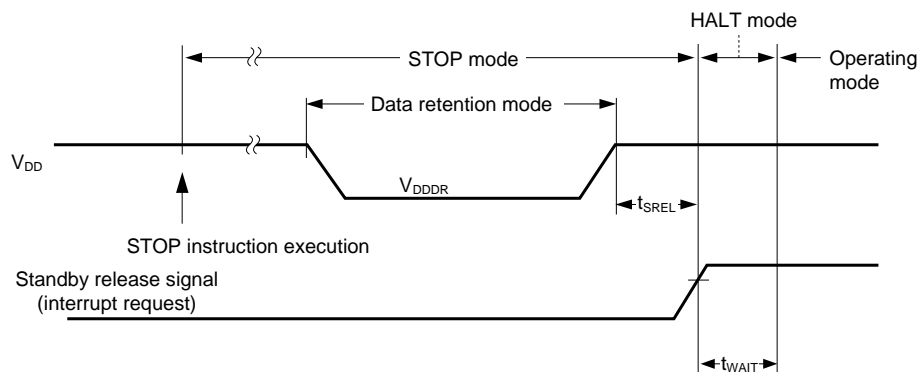 HALT mode
STOP mode
Operating
mode
Data retention mode
VDD
VDDDR
tSREL
STOP instruction execution
Standby release signal
(interrupt request)
tWAIT